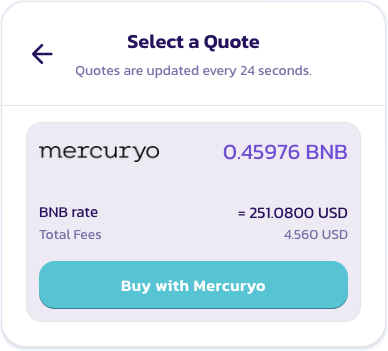 Select a Quote
Quotes are updated every 24 seconds.
mercuryo 0.45976 BNB
BNB rate = 251.0800 USD
Total Fees 4.560 USD
Buy with Mercuryo